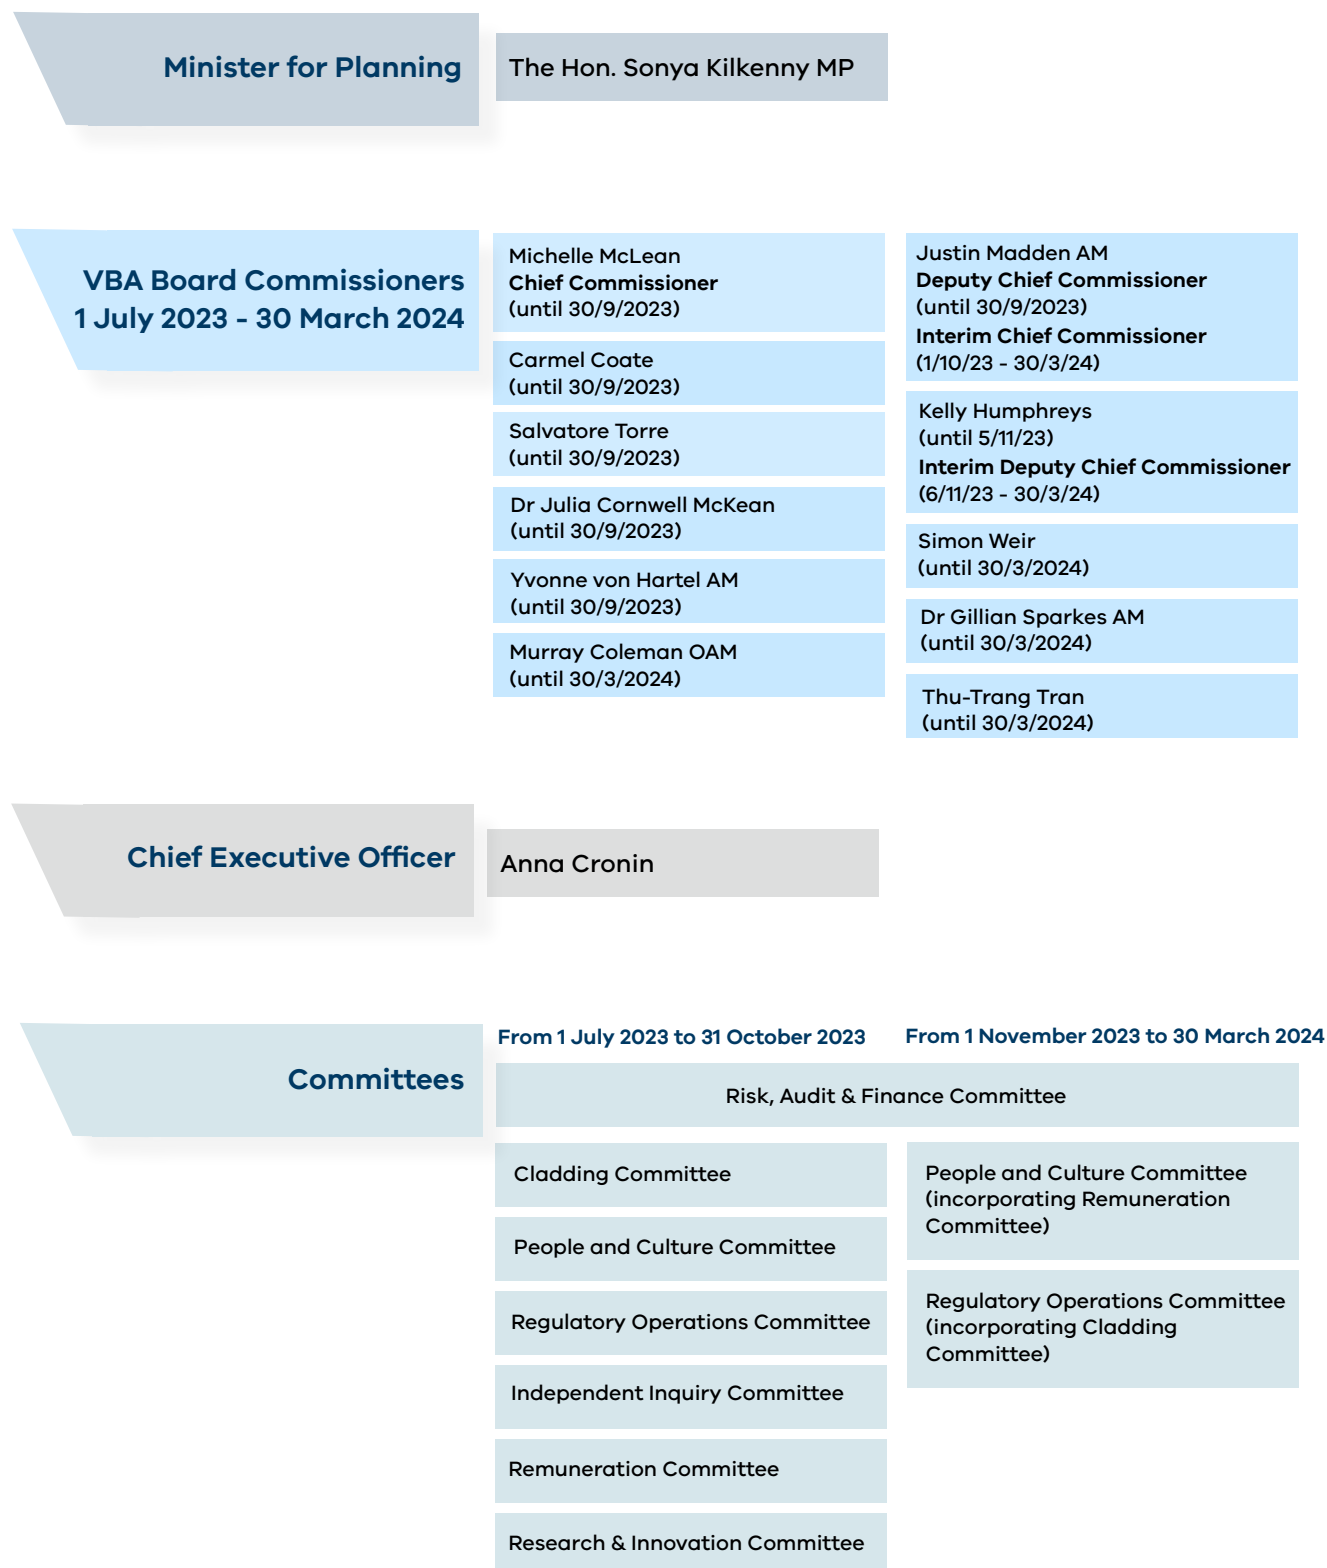 Minister for Planning
The Hon. Sonya Kilkenny MP
VBA Board Commissioners
1 July 2023 - 30 March 2024
Michelle McLean
Chief Commissioner
(until 30/9/2023)
Carmel Coate
(until 30/9/2023)
Salvatore Torre
(until 30/9/2023)
Dr Julia Cornwell McKean
(until 30/9/2023)
Yvonne von Hartel AM
(until 30/9/2023)
Murray Coleman OAM
(until 30/3/2024)
Justin Madden AM
Deputy Chief Commissioner
(until 30/9/2023)
Interim Chief Commissioner
(1/10/23 - 30/3/24)
Kelly Humphreys
(until 5/11/23)
Interim Deputy Chief Commissioner
(6/11/23 - 30/3/24)
Simon Weir
(until 30/3/2024)
Dr Gillian Sparkes AM
(until 30/3/2024)
Thu-Trang Tran
(until 30/3/2024)
Chief Executive Officer
Anna Cronin
Committees
From 1 July 2023 to 31 October 2023
From 1 November 2023 to 30 March 2024
Risk, Audit & Finance Committee
Cladding Committee
People and Culture Committee
Regulatory Operations Committee
Independent Inquiry Committee
Remuneration Committee
Research & Innovation Committee
People and Culture Committee
(incorporating Remuneration
Committee)
Regulatory Operations Committee
(incorporating Cladding
Committee)